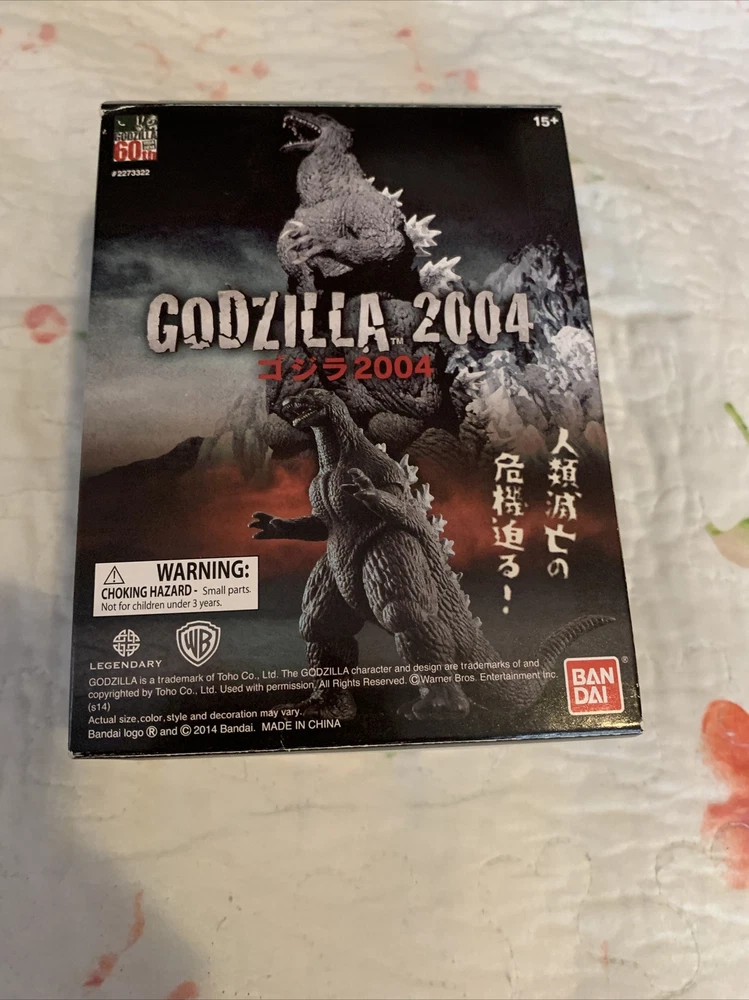 15+
GODZILLA
60th
#2273322
GODZILLA™ 2004
ゴジラ2004
人類滅亡の
危機迫る!
WARNING:
CHOKING HAZARD - Small parts.
Not for children under 3 years.
LEGENDARY
WB
GODZILLA is a trademark of Toho Co., Ltd. The GODZILLA character and design are trademarks of and
copyrighted by Toho Co., Ltd. Used with permission. All Rights Reserved. ©Warner Bros. Entertainment Inc.
(s14)
Actual size, color, style and decoration may vary.
Bandai logo ® and © 2014 Bandai. MADE IN CHINA
BAN
DAI ®